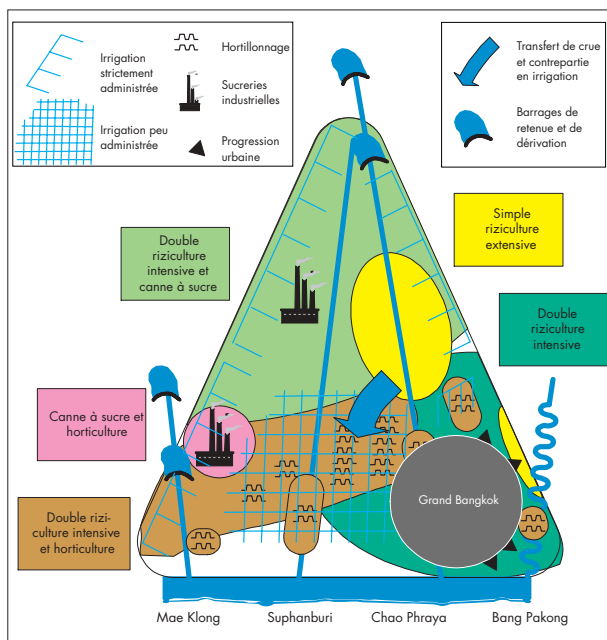 Irrigation
strictement
administrée
Irrigation peu
administrée
Hortillonnage
Sucreries
industrielles
Progression
urbaine
Transfert de crue
et contrepartie
en irrigation
Barrages de
retenue et de
dérivation
Double
riziculture
intensive et
canne à sucre
Simple
riziculture
extensive
Double
riziculture
intensive
Canne à sucre et
horticulture
Double rizi-
culture intensive
et horticulture
Grand Bangkok
Mae Klong
Suphanburi
Chao Phraya
Bang Pakong